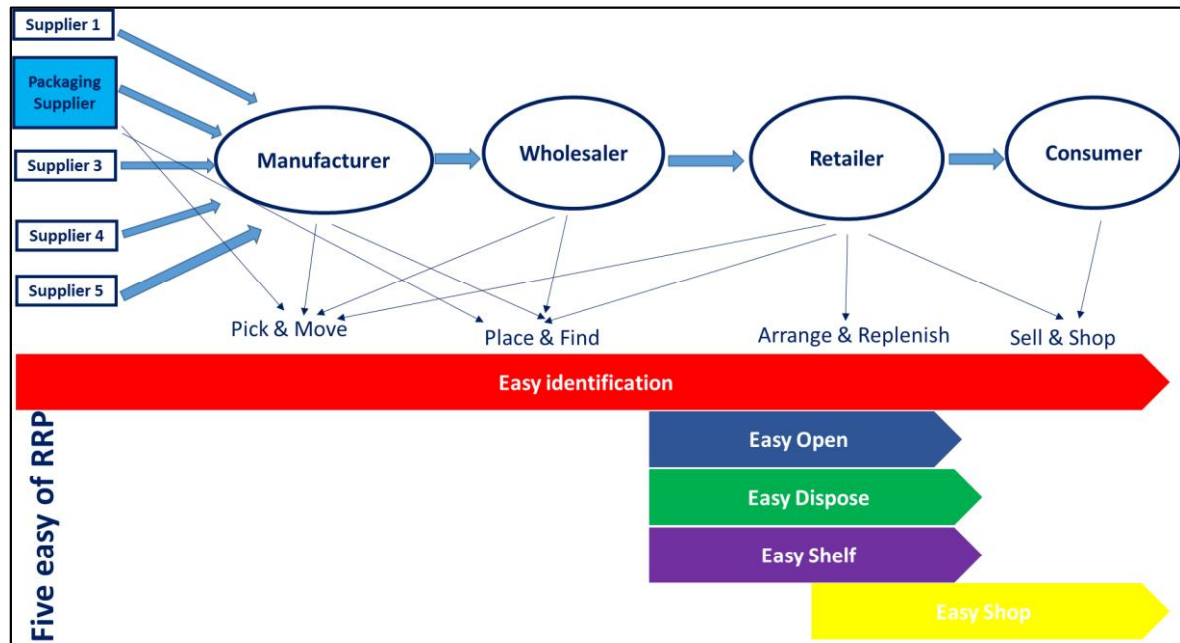 Supplier 1
Packaging
Supplier
Supplier 3
Supplier 4
Supplier 5
Manufacturer
Wholesaler
Retailer
Consumer
Pick & Move
Place & Find
Arrange & Replenish
Sell & Shop
Five easy of RRP
Easy identification
Easy Open
Easy Dispose
Easy Shelf
Easy Shop